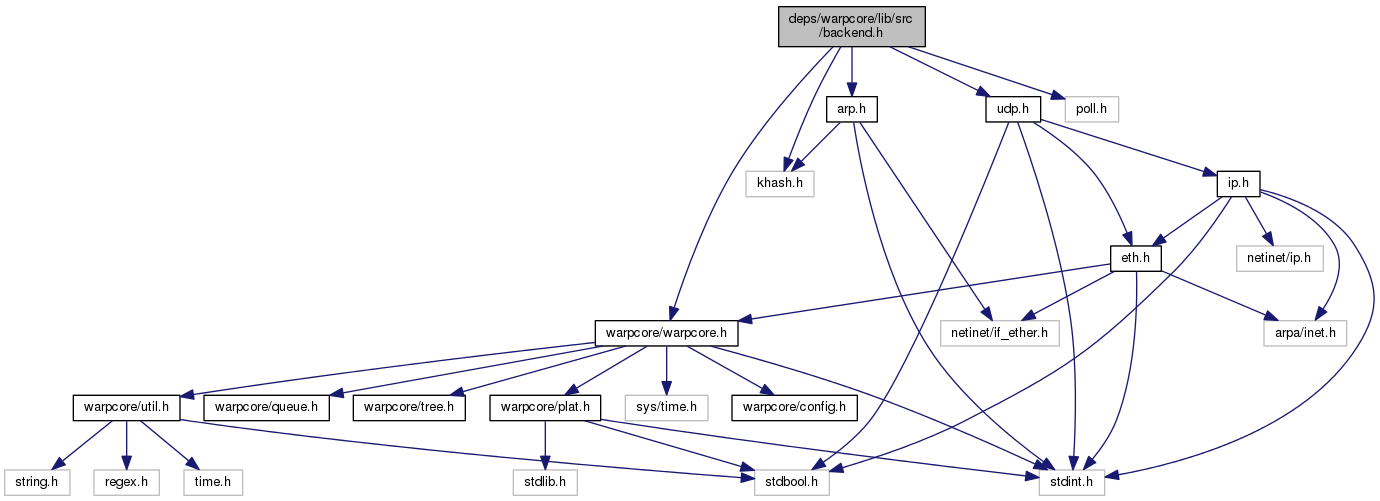 deps/warpcore/lib/src
/backend.h
arp.h
udp.h
poll.h
khash.h
ip.h
eth.h
netinet/ip.h
warpcore/warpcore.h
netinet/if_ether.h
arpa/inet.h
warpcore/util.h
warpcore/queue.h
warpcore/tree.h
warpcore/plat.h
sys/time.h
warpcore/config.h
string.h
regex.h
time.h
stdlib.h
stdbool.h
stdint.h